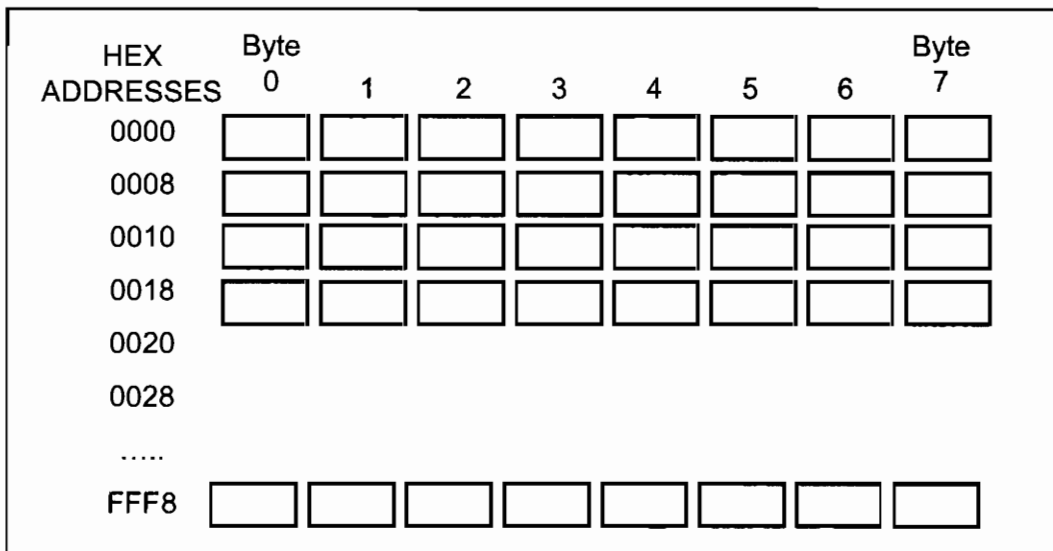 HEX ADDRESSES
Byte 0 1 2 3 4 5 6 Byte 7
0000
0008
0010
0018
0020
0028
.....
FFF8